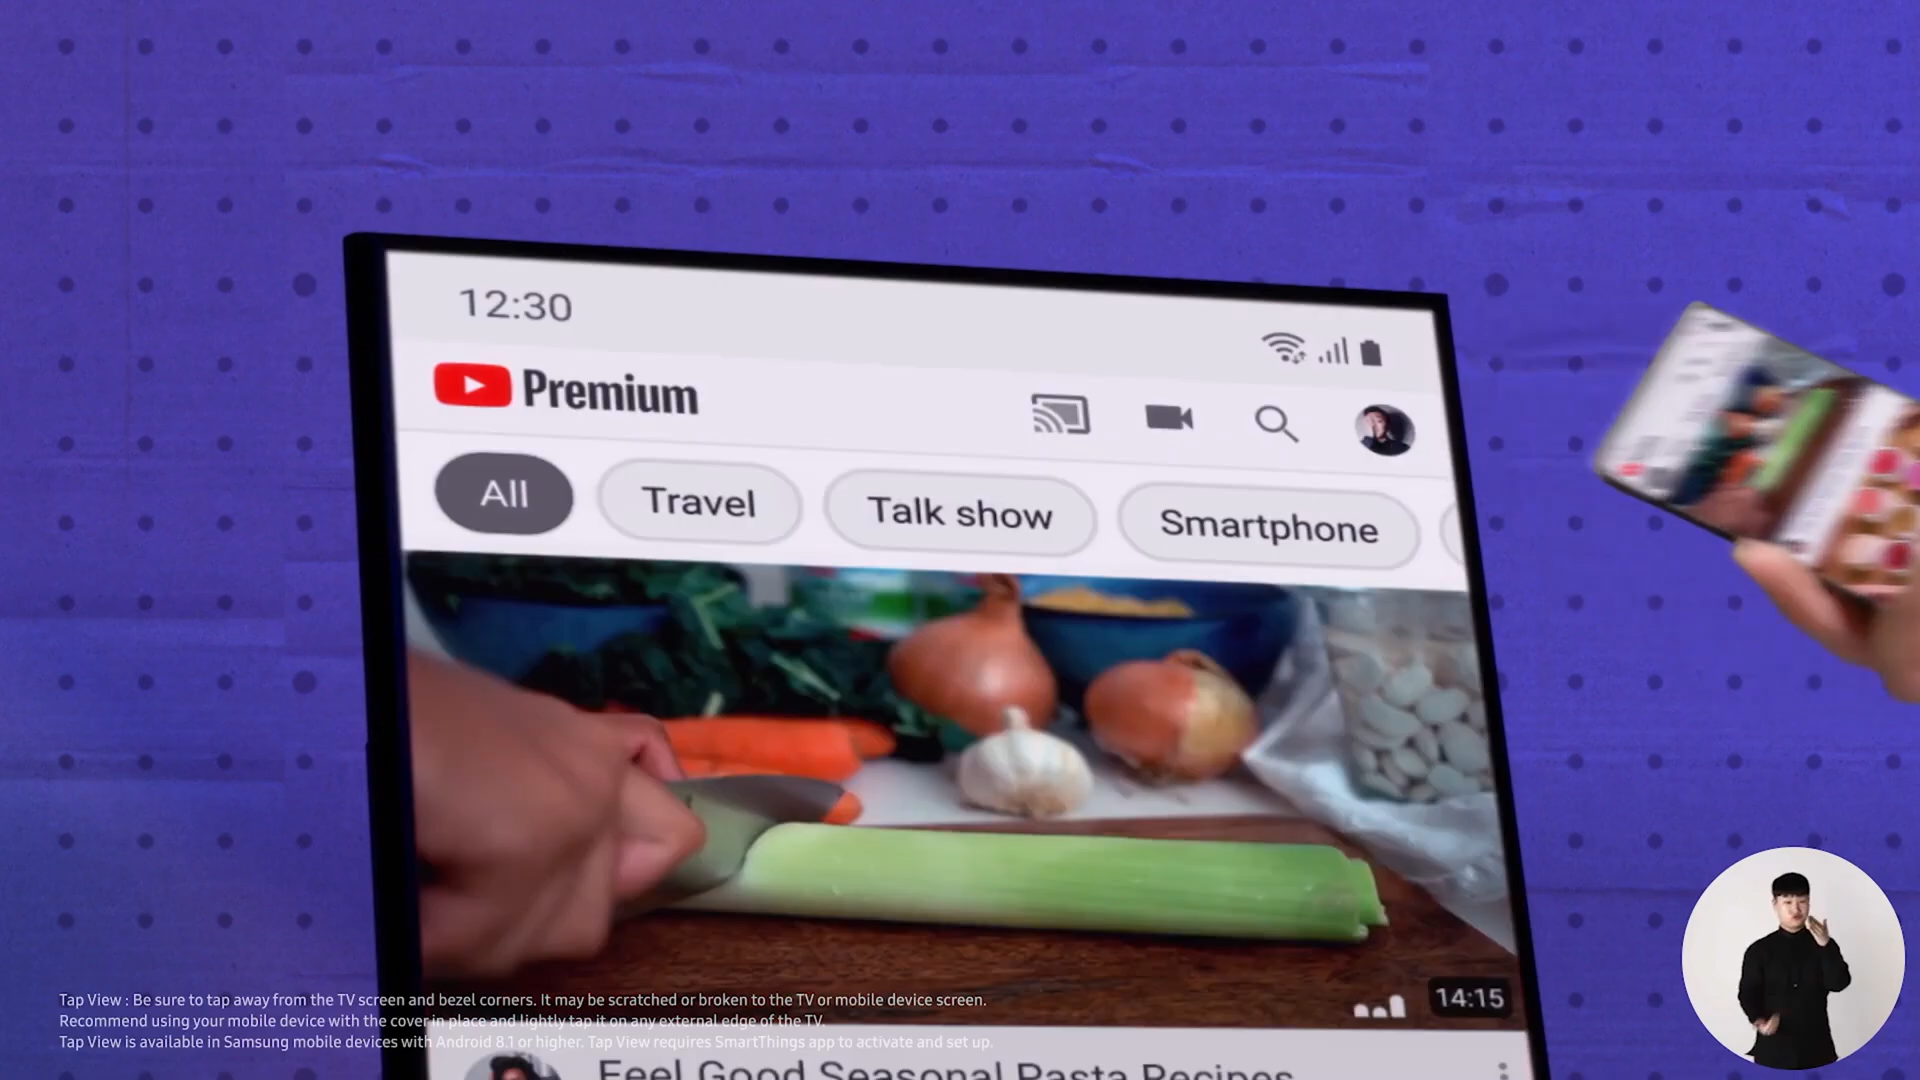 12:30
Premium
All
Travel
Talk show
Smartphone
14:15
Feel Good Seasonal Pasta Recipes
Tap View : Be sure to tap away from the TV screen and bezel corners. It may be scratched or broken to the TV or mobile device screen.
Recommend using your mobile device with the cover in place and lightly tap it on any external edge of the TV.
Tap View is available in Samsung mobile devices with Android 8.1 or higher. Tap View requires SmartThings app to activate and set up.